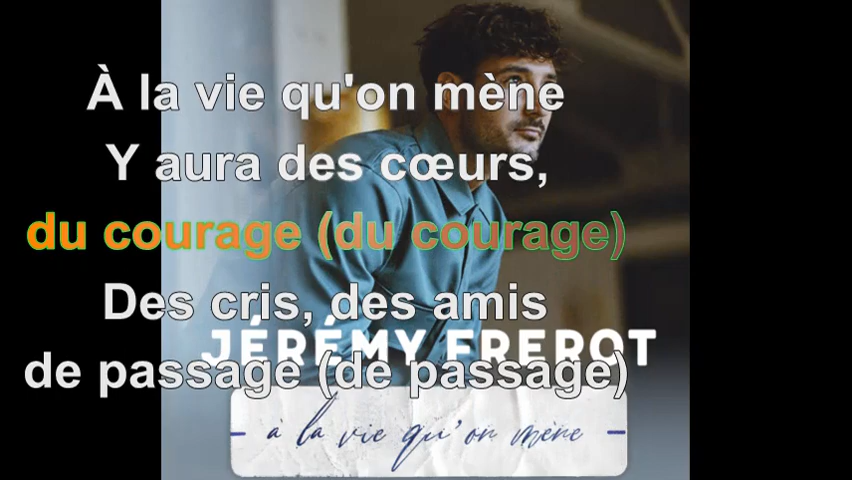 À la vie qu'on mène
Y aura des cœurs,
du courage (du courage)
Des cris, des amis
JÉRÉMY FREROT
de passage (de passage)
- à la vie qu'on mène -